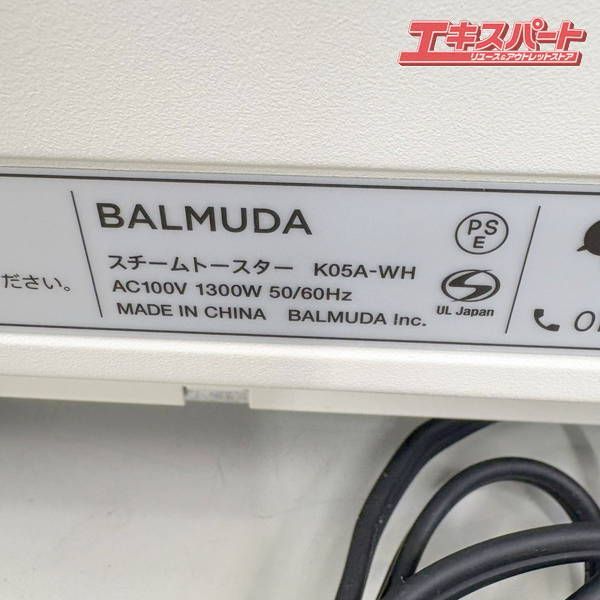 エキスパート
リユース&アウトレットストア
BALMUDA
スチームトースター K05A-WH
AC100V 1300W 50/60Hz
MADE IN CHINA BALMUDA Inc.
ださい。
PS
E
UL Japan